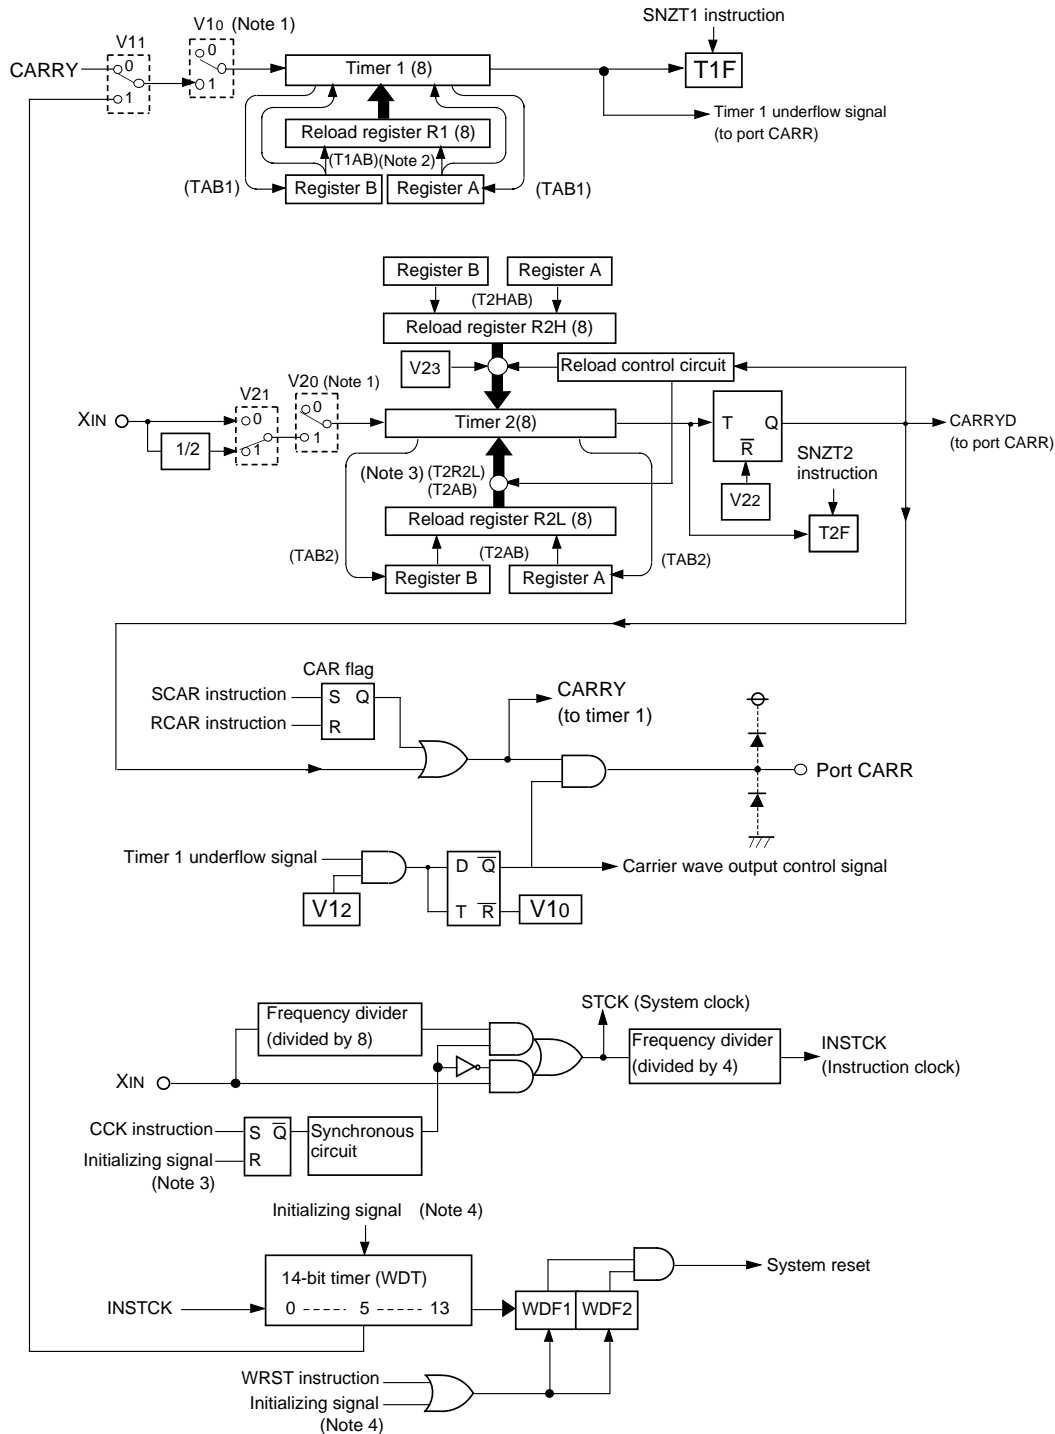 SNZT1 instruction
V10 (Note 1)
V11
0
0
CARRY
Timer 1 (8)
T1F
1
1
Timer 1 underflow signal
(to port CARR)
Reload register R1 (8)
(T1AB)(Note 2)
(TAB1)
Register B
Register A
(TAB1)
Register B
Register A
(T2HAB)
Reload register R2H (8)
V23
Reload control circuit
V20 (Note 1)
V21
0
XIN
0
Timer 2(8)
T Q
R
CARRYD
(to port CARR)
1/2
1
1
SNZT2
instruction
(Note 3)
(T2R2L)
(T2AB)
V22
Reload register R2L (8)
T2F
(TAB2)
(T2AB)
(TAB2)
Register B
Register A
CAR flag
SCAR instruction
S Q
CARRY
(to timer 1)
RCAR instruction
R
Port CARR
Timer 1 underflow signal
D Q
Carrier wave output control signal
V12
T R
V10
STCK (System clock)
Frequency divider
(divided by 8)
Frequency divider
(divided by 4)
INSTCK
(Instruction clock)
XIN
CCK instruction
S Q
Synchronous
circuit
Initializing signal
(Note 3)
R
Initializing signal (Note 4)
14-bit timer (WDT)
System reset
INSTCK
0 ----- 5 ----- 13
WDF1
WDF2
WRST instruction
Initializing signal
(Note 4)